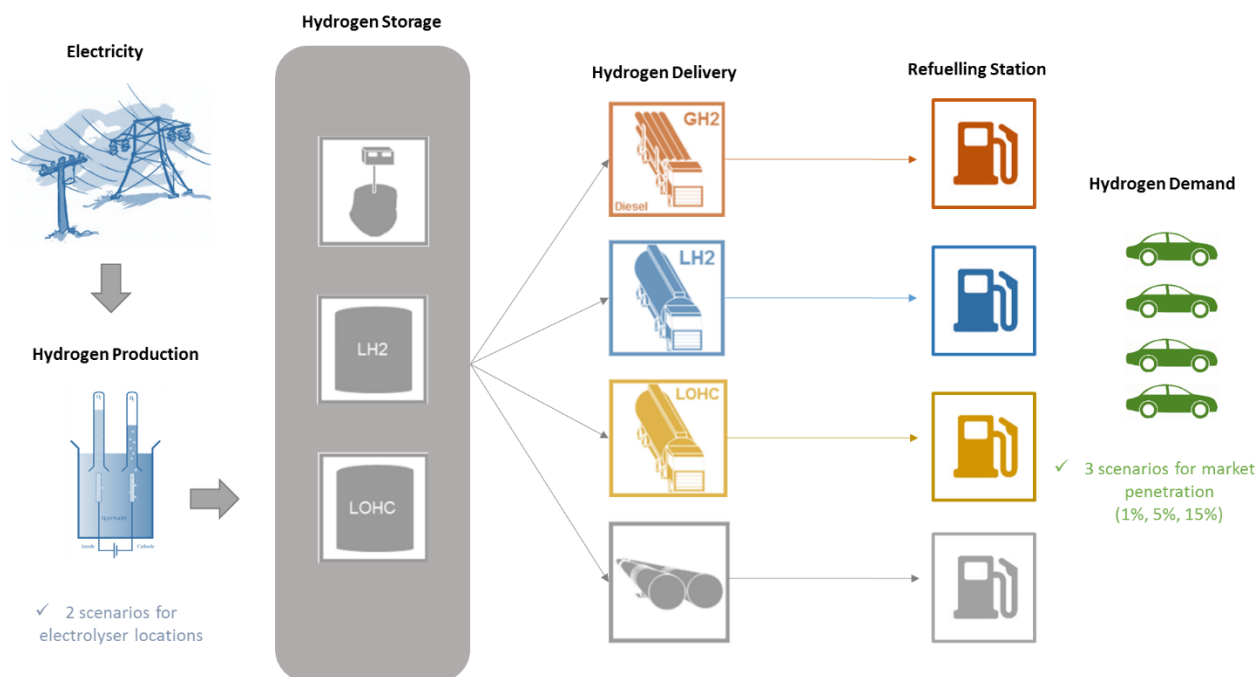 Electricity
Hydrogen Production
Anode
Cathode
✓ 2 scenarios for
electrolyser locations
Hydrogen Storage
LH2
LOHC
Hydrogen Delivery
GH2
Diesel
LH2
LOHC
Refuelling Station
Hydrogen Demand
✓ 3 scenarios for market
penetration
(1%, 5%, 15%)